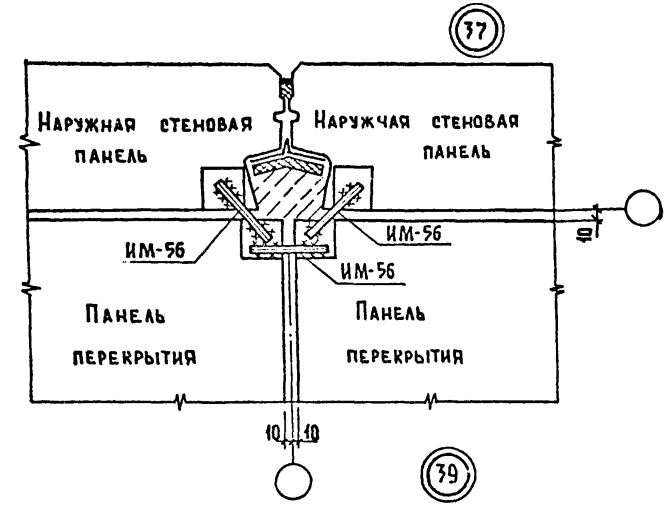 37
НАРУЖНАЯ СТЕНОВАЯ
ПАНЕЛЬ
НАРУЖЧАЯ СТЕНОВАЯ
ПАНЕЛЬ
ИМ-56
ИМ-56
ИМ-56
10
ПАНЕЛЬ
ПЕРЕКРЫТИЯ
ПАНЕЛЬ
ПЕРЕКРЫТИЯ
10 10
39